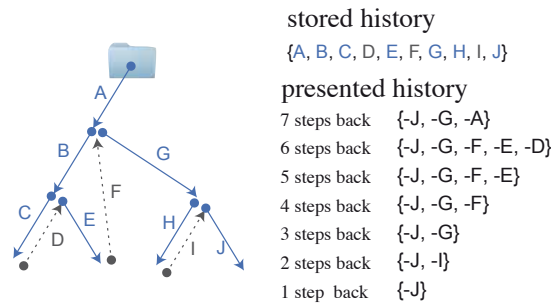 stored history
{A, B, C, D, E, F, G, H, I, J}
presented history
7 steps back {-J, -G, -A}
6 steps back {-J, -G, -F, -E, -D}
5 steps back {-J, -G, -F, -E}
4 steps back {-J, -G, -F}
3 steps back {-J, -G}
2 steps back {-J, -I}
1 step back {-J}
A
B
G
F
C
D
E
H
I
J